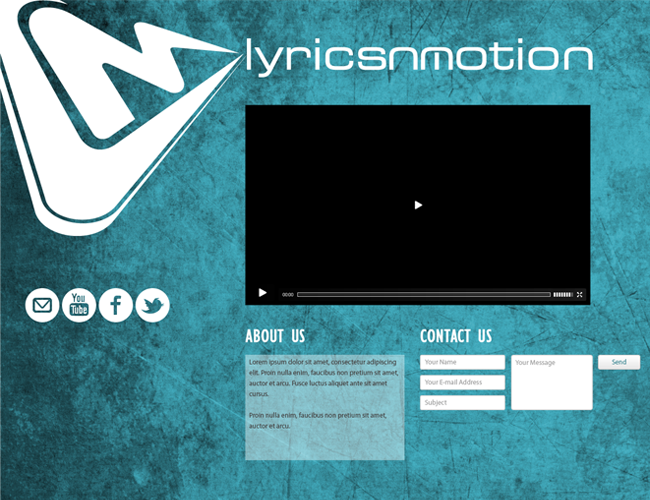 lyricsnmotion
00:00
You
Tube
ABOUT US
Lorem ipsum dolor sit amet, consectetur adipiscing
elit. Proin nulla enim, faucibus non pretium sit amet,
auctor et arcu. Fusce luctus aliquet ante sit amet
cursus.
Proin nulla enim, faucibus non pretium sit amet,
auctor et arcu.
CONTACT US
Your Name
Your E-mail Address
Subject
Your Message
Send